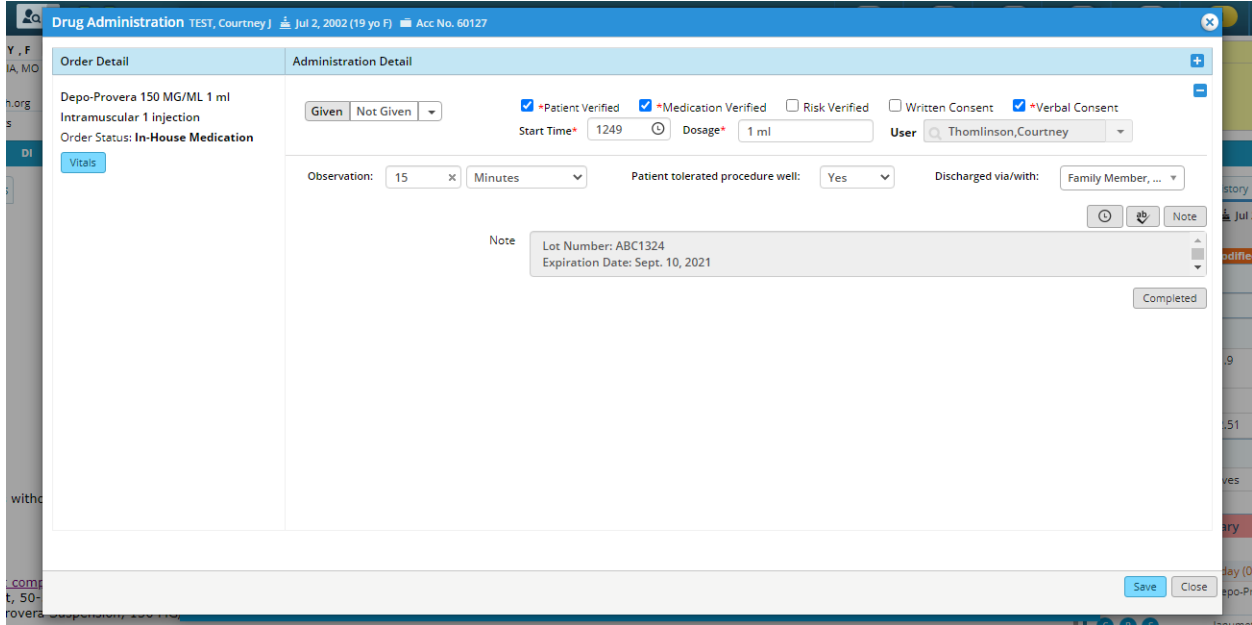 Drug Administration TEST, Courtney J Jul 2, 2002 (19 yo F) Acc No. 60127
Y , F
IA, MO
h.org
s
DI
Order Detail
Administration Detail
Depo-Provera 150 MG/ML 1 ml
Intramuscular 1 injection
Order Status: In-House Medication
Vitals
Given Not Given
*Patient Verified *Medication Verified Risk Verified Written Consent *Verbal Consent
Start Time* 1249 Dosage* 1 ml User Thomlinson,Courtney
Observation: 15 x Minutes Patient tolerated procedure well: Yes Discharged via/with: Family Member, ...
Note
Note
Lot Number: ABC1324
Expiration Date: Sept. 10, 2021
Completed
Save Close
story
Jul
odifie
.9
.51
ves
ary
day (0
epo-Pr
witho
comp
t, 50-
rovera